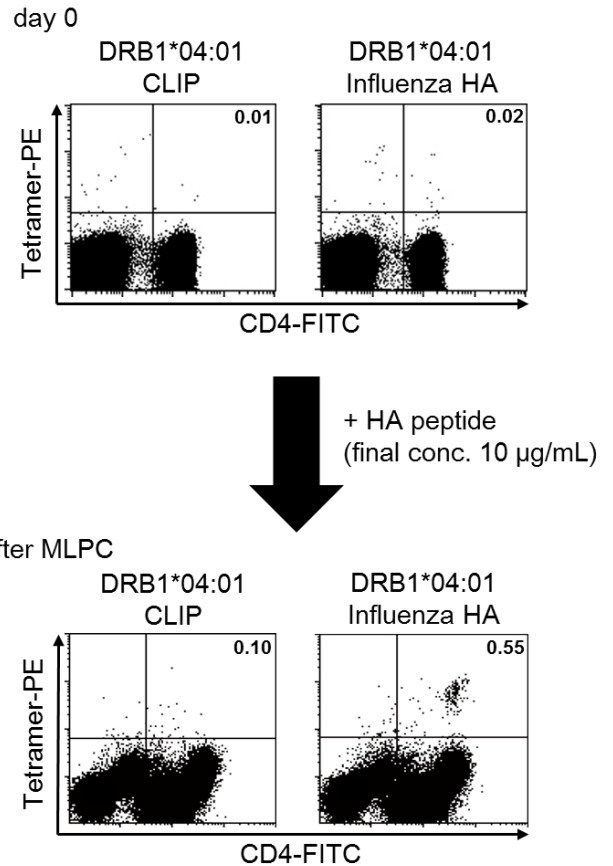 day 0
DRB1*04:01
CLIP
DRB1*04:01
Influenza HA
0.01
0.02
Tetramer-PE
CD4-FITC
+ HA peptide
(final conc. 10 µg/mL)
fter MLPC
DRB1*04:01
CLIP
DRB1*04:01
Influenza HA
0.10
0.55
Tetramer-PE
CD4-FITC